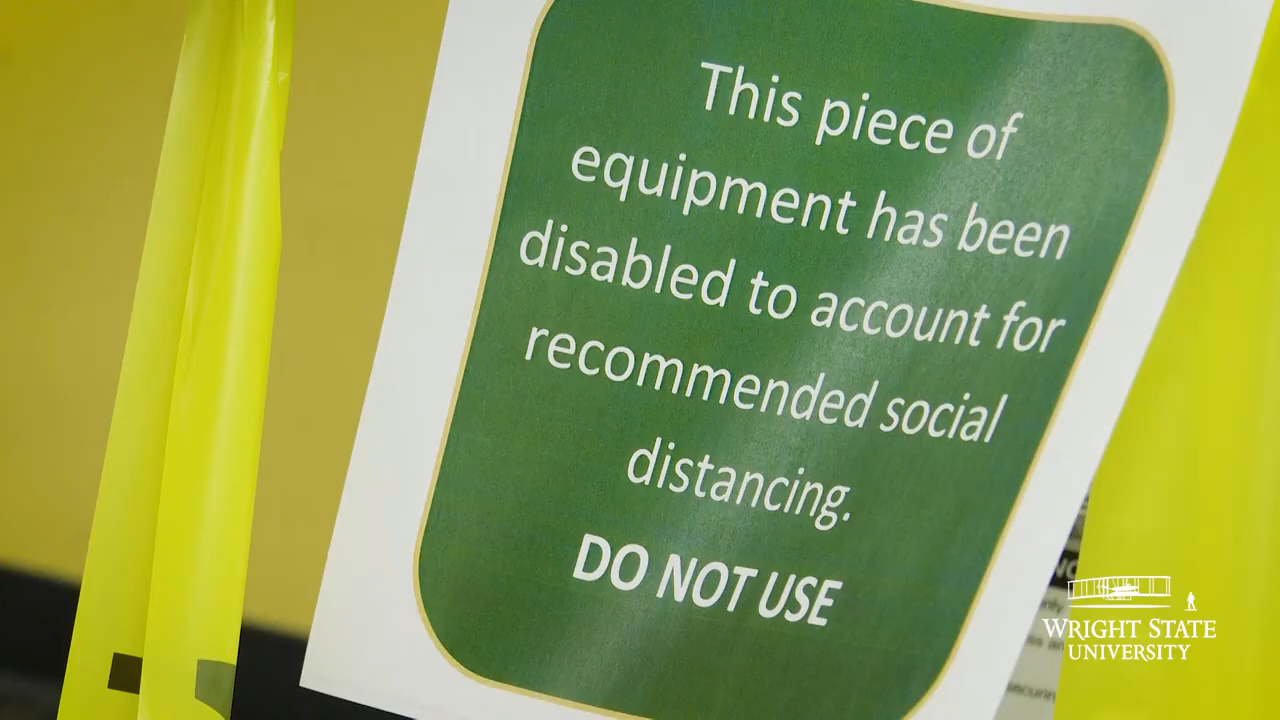 This piece of
equipment has been
disabled to account for
recommended social
distancing.
DO NOT USE
WRIGHT STATE
UNIVERSITY